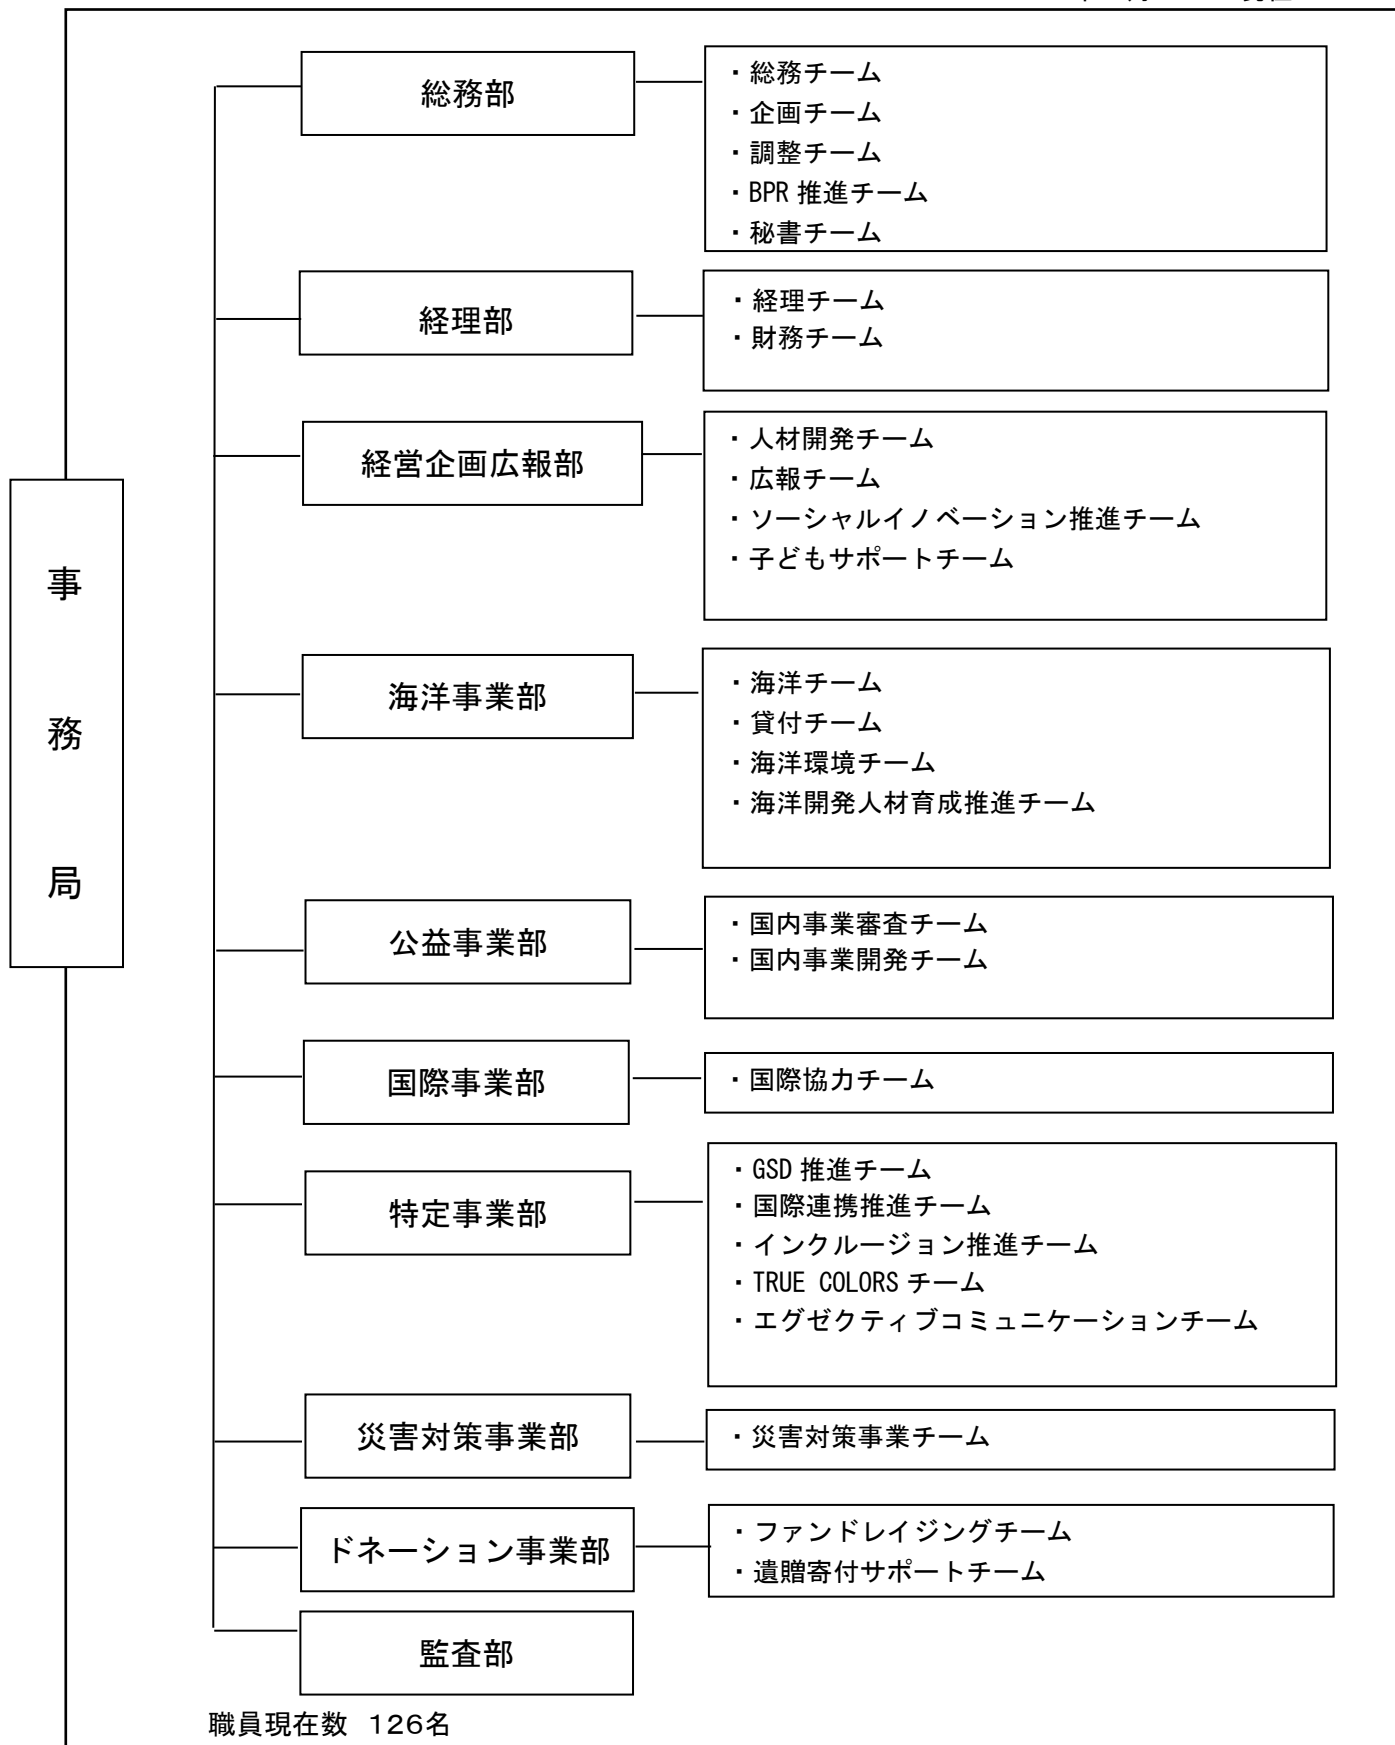 総務部
・総務チーム
・企画チーム
・調整チーム
・BPR 推進チーム
・秘書チーム
経理部
・経理チーム
・財務チーム
経営企画広報部
・人材開発チーム
・広報チーム
・ソーシャルイノベーション推進チーム
・子どもサポートチーム
事務局
海洋事業部
・海洋チーム
・貸付チーム
・海洋環境チーム
・海洋開発人材育成推進チーム
公益事業部
・国内事業審査チーム
・国内事業開発チーム
国際事業部
・国際協力チーム
特定事業部
・GSD 推進チーム
・国際連携推進チーム
・インクルージョン推進チーム
・TRUE COLORS チーム
・エグゼクティブコミュニケーションチーム
災害対策事業部
・災害対策事業チーム
ドネーション事業部
・ファンドレイジングチーム
・遺贈寄付サポートチーム
監査部
職員現在数 126名